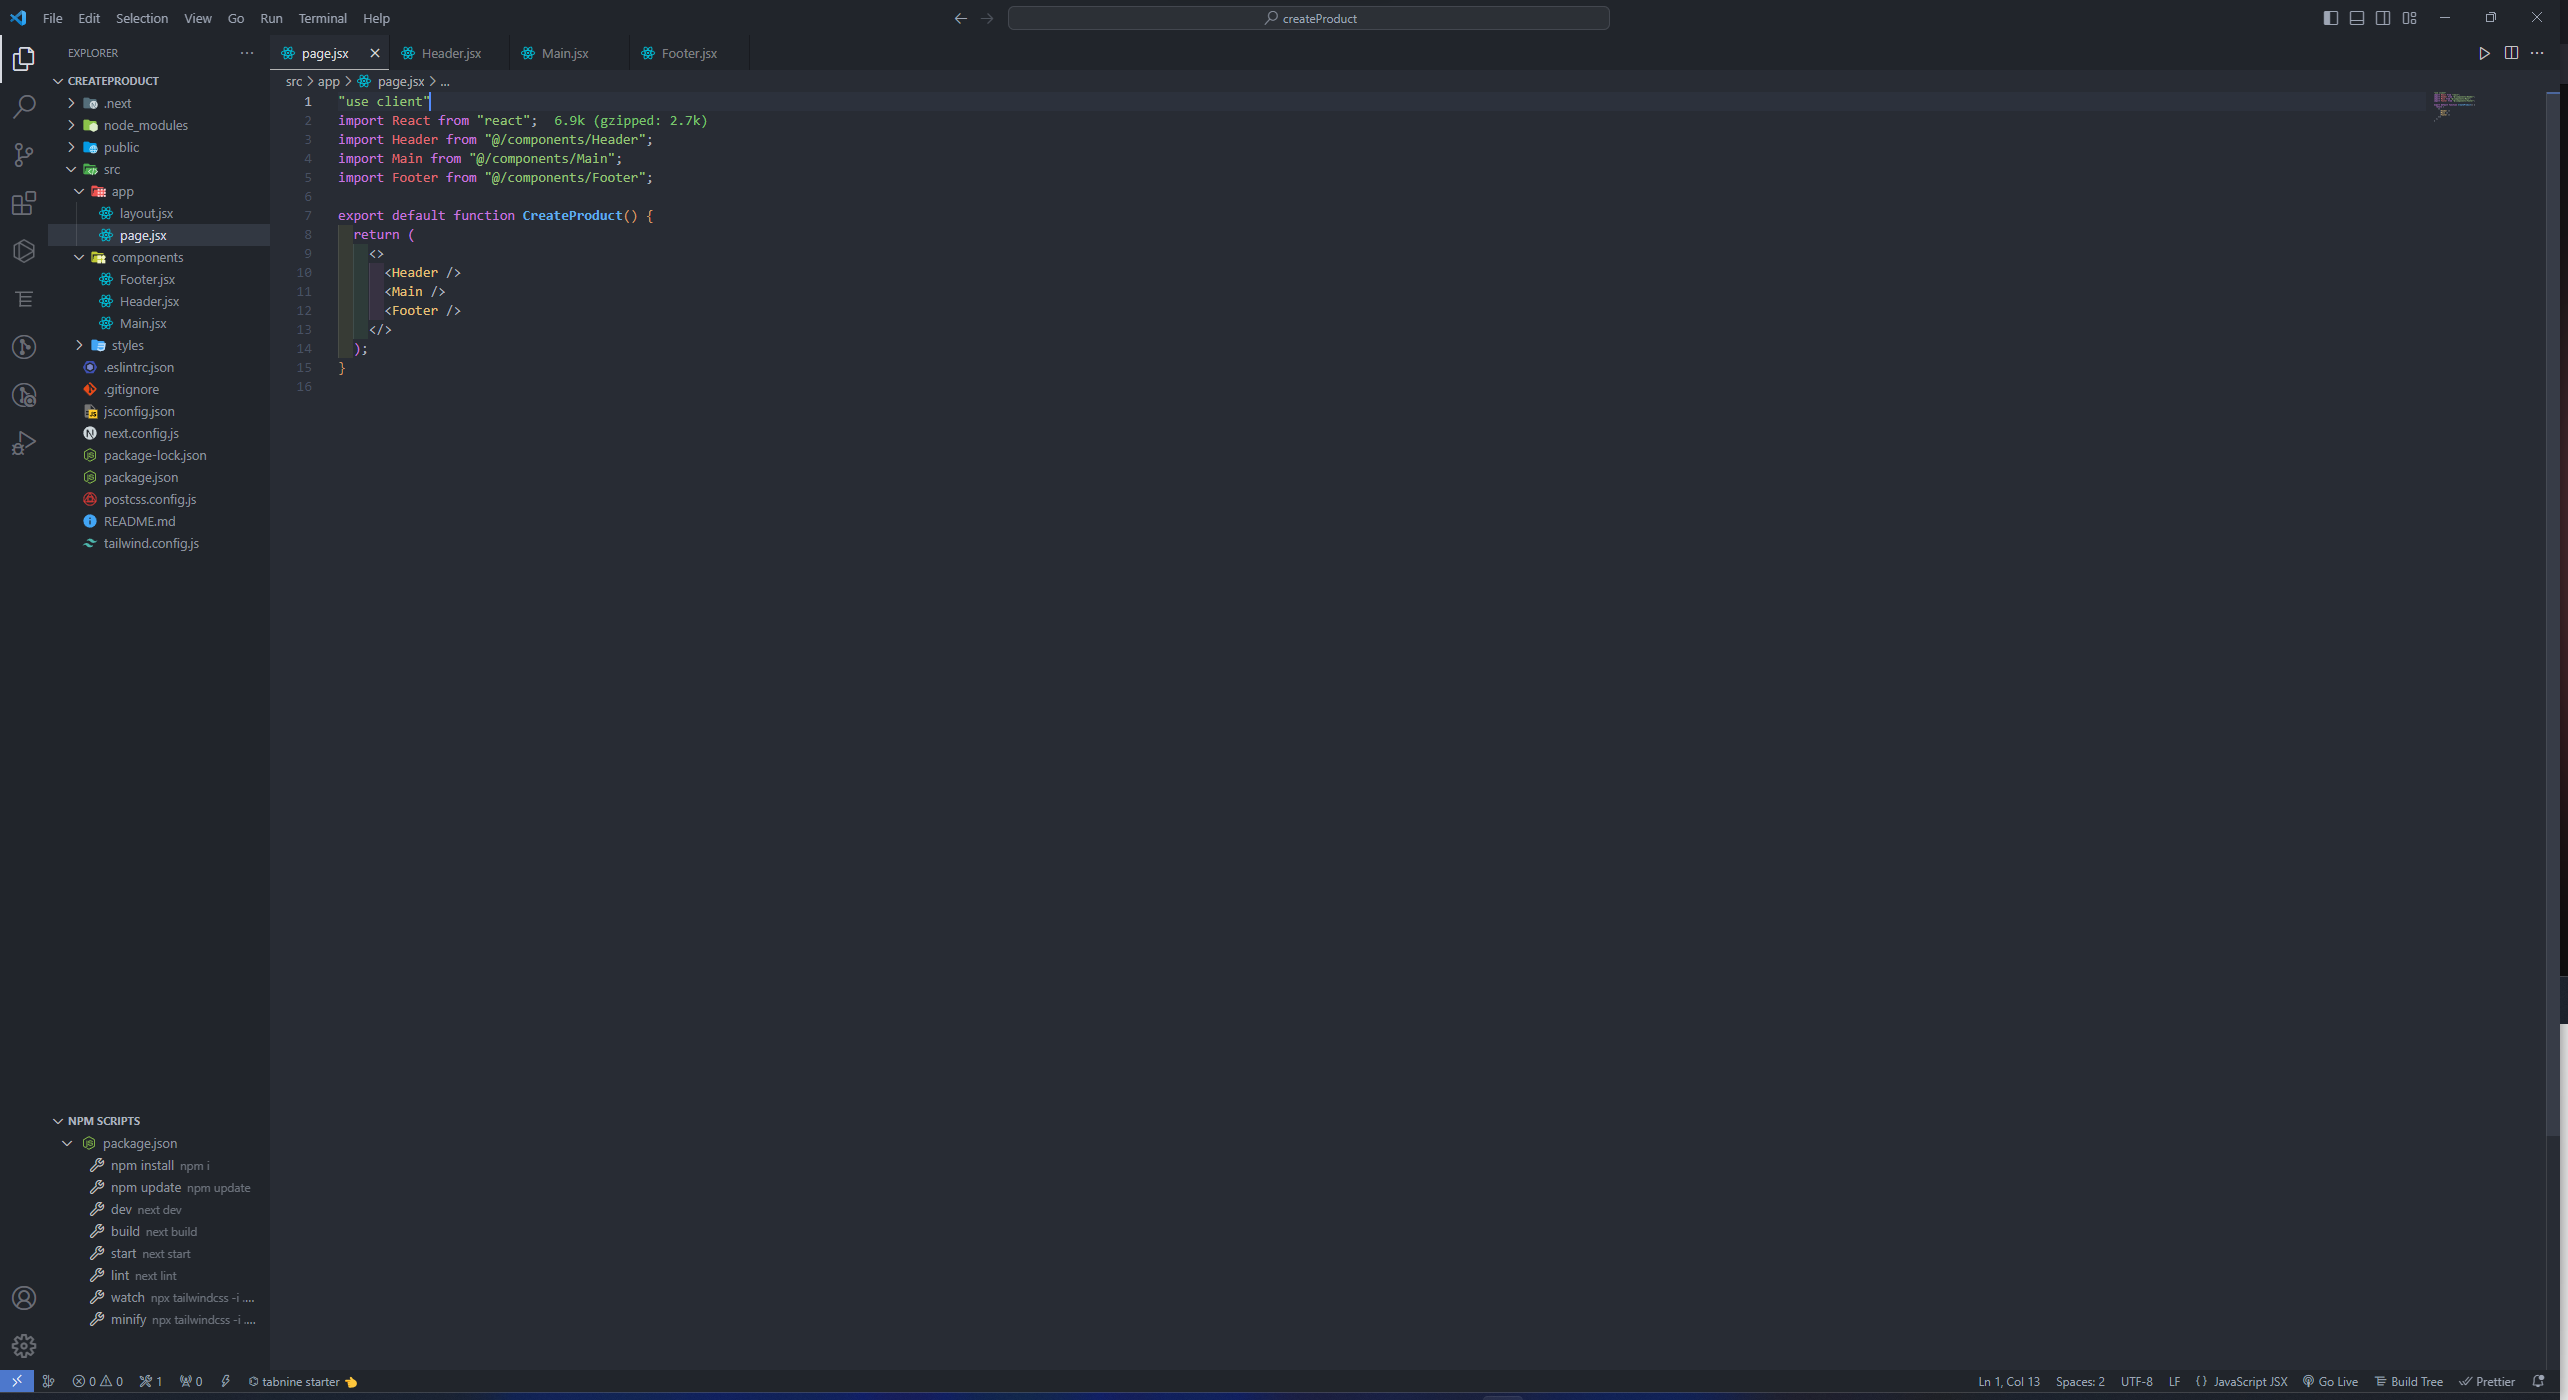 File Edit Selection View Go Run Terminal Help
createProduct
EXPLORER
page.jsx Header.jsx Main.jsx Footer.jsx
src > app > page.jsx > ...
CREATEPRODUCT
.next
node_modules
public
src
app
layout.jsx
page.jsx
components
Footer.jsx
Header.jsx
Main.jsx
styles
.eslintrc.json
.gitignore
jsconfig.json
next.config.js
package-lock.json
package.json
postcss.config.js
README.md
tailwind.config.js
1 "use client"
2 import React from "react"; 6.9k (gzipped: 2.7k)
3 import Header from "@/components/Header";
4 import Main from "@/components/Main";
5 import Footer from "@/components/Footer";
6
7 export default function CreateProduct() {
8 return (
9 <>
10 <Header />
11 <Main />
12 <Footer />
13 </>
14 );
15 }
16
NPM SCRIPTS
package.json
npm install npm i
npm update npm update
dev next dev
build next build
start next start
lint next lint
watch npx tailwindcss -i ....
minify npx tailwindcss -i ....
0 0 1 0 tabnine starter
Ln 1, Col 13 Spaces: 2 UTF-8 LF {} JavaScript JSX Go Live Build Tree Prettier